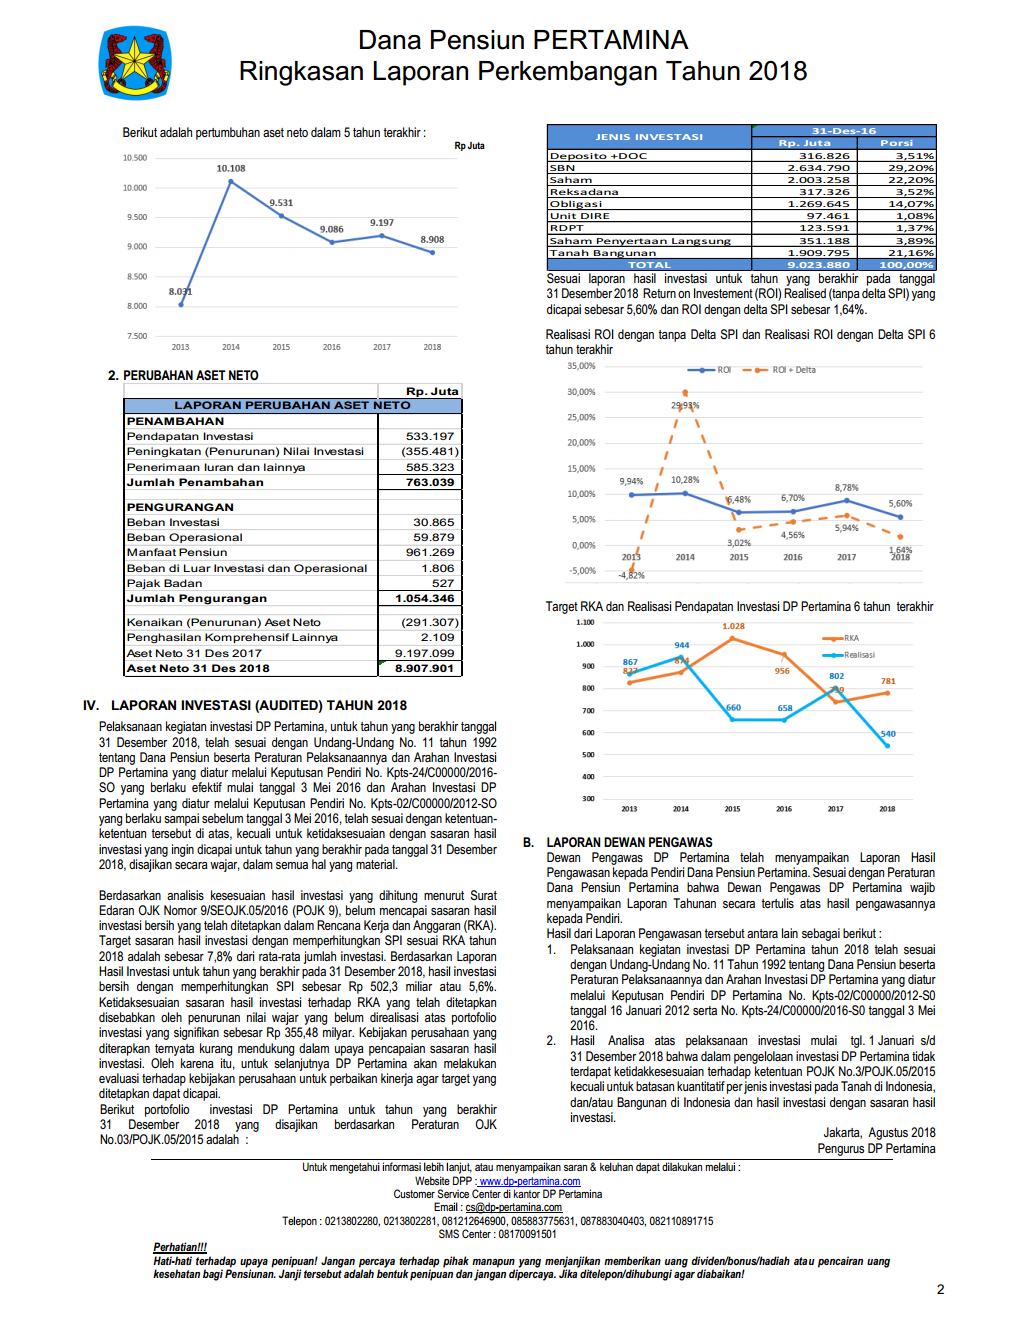 Dana Pensiun PERTAMINA
Ringkasan Laporan Perkembangan Tahun 2018
Berikut adalah pertumbuhan aset neto dalam 5 tahun terakhir :
Rp Juta
10.500
10.000
9.500
9.000
8.500
8.000
7.500
8.031
10.108
9.531
9.086
9.197
8.908
2013 2014 2015 2016 2017 2018
2. PERUBAHAN ASET NETO
Rp. Juta
LAPORAN PERUBAHAN ASET NETO
PENAMBAHAN
Pendapatan Investasi 533.197
Peningkatan (Penurunan) Nilai Investasi (355.481)
Penerimaan Iuran dan lainnya 585.323
Jumlah Penambahan 763.039
PENGURANGAN
Beban Investasi 30.865
Beban Operasional 59.879
Manfaat Pensiun 961.269
Beban di Luar Investasi dan Operasional 1.806
Pajak Badan 527
Jumlah Pengurangan 1.054.346
Kenaikan (Penurunan) Aset Neto (291.307)
Penghasilan Komprehensif Lainnya 2.109
Aset Neto 31 Des 2017 9.197.099
Aset Neto 31 Des 2018 8.907.901
IV. LAPORAN INVESTASI (AUDITED) TAHUN 2018
Pelaksanaan kegiatan investasi DP Pertamina, untuk tahun yang berakhir tanggal
31 Desember 2018, telah sesuai dengan Undang-Undang No. 11 tahun 1992
tentang Dana Pensiun beserta Peraturan Pelaksanaannya dan Arahan Investasi
DP Pertamina yang diatur melalui Keputusan Pendiri No. Kpts-24/C00000/2016-
SO yang berlaku efektif mulai tanggal 3 Mei 2016 dan Arahan Investasi DP
Pertamina yang diatur melalui Keputusan Pendiri No. Kpts-02/C00000/2012-SO
yang berlaku sampai sebelum tanggal 3 Mei 2016, telah sesuai dengan ketentuan-
ketentuan tersebut di atas, kecuali untuk ketidaksesuaian dengan sasaran hasil
investasi yang ingin dicapai untuk tahun yang berakhir pada tanggal 31 Desember
2018, disajikan secara wajar, dalam semua hal yang material.
Berdasarkan analisis kesesuaian hasil investasi yang dihitung menurut Surat
Edaran OJK Nomor 9/SEOJK.05/2016 (POJK 9), belum mencapai sasaran hasil
investasi bersih yang telah ditetapkan dalam Rencana Kerja dan Anggaran (RKA).
Target sasaran hasil investasi dengan memperhitungkan SPI sesuai RKA tahun
2018 adalah sebesar 7,8% dari rata-rata jumlah investasi. Berdasarkan Laporan
Hasil Investasi untuk tahun yang berakhir pada 31 Desember 2018, hasil investasi
bersih dengan memperhitungkan SPI sebesar Rp 502,3 miliar atau 5,6%.
Ketidaksesuaian sasaran hasil investasi terhadap RKA yang telah ditetapkan
disebabkan oleh penurunan nilai wajar yang belum direalisasi atas portofolio
investasi yang signifikan sebesar Rp 355,48 milyar. Kebijakan perusahaan yang
diterapkan ternyata kurang mendukung dalam upaya pencapaian sasaran hasil
investasi. Oleh karena itu, untuk selanjutnya DP Pertamina akan melakukan
evaluasi terhadap kebijakan perusahaan untuk perbaikan kinerja agar target yang
ditetapkan dapat dicapai.
Berikut portofolio investasi DP Pertamina untuk tahun yang berakhir
31 Desember 2018 yang disajikan berdasarkan Peraturan OJK
No.03/POJK.05/2015 adalah :
JENIS INVESTASI 31-Des-16
Rp. Juta Porsi
Deposito +DOC 316.826 3,51%
SBN 2.634.790 29,20%
Saham 2.003.258 22,20%
Reksadana 317.326 3,52%
Obligasi 1.269.645 14,07%
Unit DIRE 97.461 1,08%
RDPT 123.591 1,37%
Saham Penyertaan Langsung 351.188 3,89%
Tanah Bangunan 1.909.795 21,16%
TOTAL 9.023.880 100,00%
Sesuai laporan hasil investasi untuk tahun yang berakhir pada tanggal
31 Desember 2018 Return on Investement (ROI) Realised (tanpa delta SPI) yang
dicapai sebesar 5,60% dan ROI dengan delta SPI sebesar 1,64%.
Realisasi ROI dengan tanpa Delta SPI dan Realisasi ROI dengan Delta SPI 6
tahun terakhir
ROI ROI + Delta
35,00%
30,00%
25,00%
20,00%
15,00%
10,00%
5,00%
0,00%
-5,00%
9,94% 10,28% 6,48% 6,70% 8,78% 5,60%
-4,82% 29,93% 3,02% 4,56% 5,94% 1,64%
2013 2014 2015 2016 2017 2018
Target RKA dan Realisasi Pendapatan Investasi DP Pertamina 6 tahun terakhir
RKA
Realisasi
1.100
1.000
900
800
700
600
500
400
300
827 874 1.028 956 739 781
867 944 660 658 802 540
2013 2014 2015 2016 2017 2018
B. LAPORAN DEWAN PENGAWAS
Dewan Pengawas DP Pertamina telah menyampaikan Laporan Hasil
Pengawasan kepada Pendiri Dana Pensiun Pertamina. Sesuai dengan Peraturan
Dana Pensiun Pertamina bahwa Dewan Pengawas DP Pertamina wajib
menyampaikan Laporan Tahunan secara tertulis atas hasil pengawasannya
kepada Pendiri.
Hasil dari Laporan Pengawasan tersebut antara lain sebagai berikut :
1. Pelaksanaan kegiatan investasi DP Pertamina tahun 2018 telah sesuai
dengan Undang-Undang No. 11 Tahun 1992 tentang Dana Pensiun beserta
Peraturan Pelaksanaannya dan Arahan Investasi DP Pertamina yang diatur
melalui Keputusan Pendiri DP Pertamina No. Kpts-02/C00000/2012-S0
tanggal 16 Januari 2012 serta No. Kpts-24/C00000/2016-S0 tanggal 3 Mei
2016.
2. Hasil Analisa atas pelaksanaan investasi mulai tgl. 1 Januari s/d
31 Desember 2018 bahwa dalam pengelolaan investasi DP Pertamina tidak
terdapat ketidakkesesuaian terhadap ketentuan POJK No.3/POJK.05/2015
kecuali untuk batasan kuantitatif per jenis investasi pada Tanah di Indonesia,
dan/atau Bangunan di Indonesia dan hasil investasi dengan sasaran hasil
investasi.
Jakarta, Agustus 2018
Pengurus DP Pertamina
Untuk mengetahui informasi lebih lanjut, atau menyampaikan saran & keluhan dapat dilakukan melalui :
Website DPP : www.dp-pertamina.com
Customer Service Center di kantor DP Pertamina
Email : cs@dp-pertamina.com
Telepon : 0213802280, 0213802281, 081212646900, 085883775631, 087883040403, 082110891715
SMS Center : 08170091501
Perhatian!!!
Hati-hati terhadap upaya penipuan! Jangan percaya terhadap pihak manapun yang menjanjikan memberikan uang dividen/bonus/hadiah atau pencairan uang
kesehatan bagi Pensiunan. Janji tersebut adalah bentuk penipuan dan jangan dipercaya. Jika ditelepon/dihubungi agar diabaikan!
2